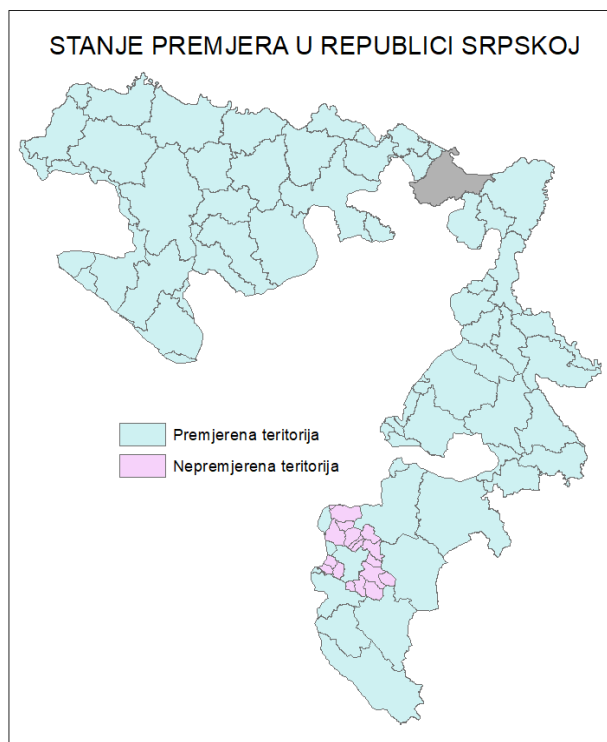 STANJE PREMJERA U REPUBLICI SRPSKOJ
Premjerena teritorija
Nepremjerena teritorija